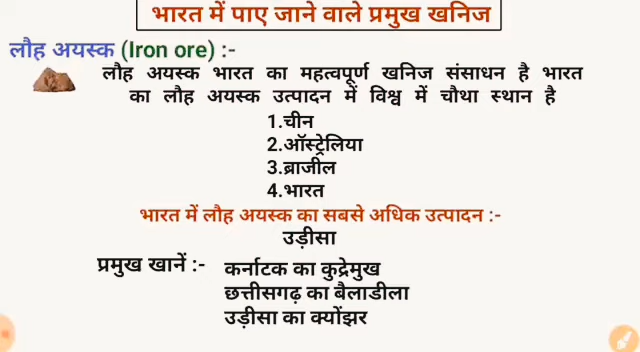 भारत में पाए जाने वाले प्रमुख खनिज
लौह अयस्क (Iron ore) :-
लौह अयस्क भारत का महत्वपूर्ण खनिज संसाधन है भारत
का लौह अयस्क उत्पादन में विश्व में चौथा स्थान है
1.चीन
2.ऑस्ट्रेलिया
3.ब्राजील
4.भारत
भारत में लौह अयस्क का सबसे अधिक उत्पादन :-
उड़ीसा
प्रमुख खानें :- कर्नाटक का कुद्रेमुख
छत्तीसगढ़ का बैलाडीला
उड़ीसा का क्योंझर